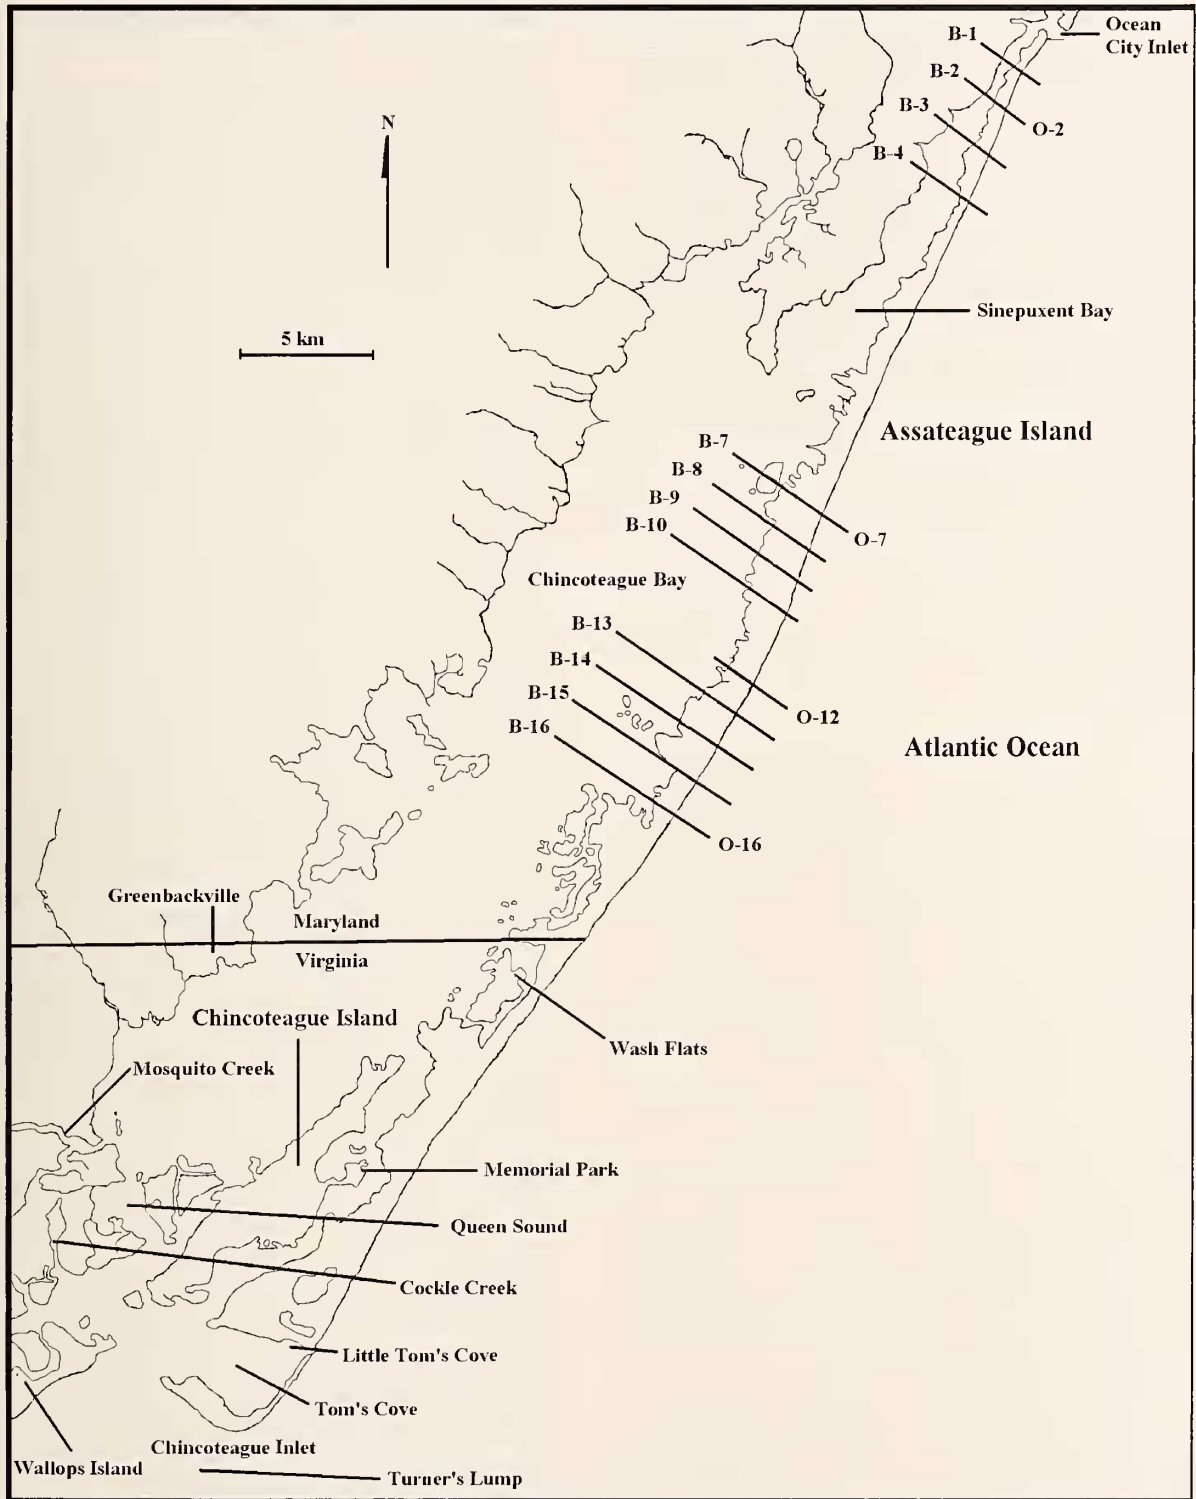 Ocean
City Inlet
B-1
B-2
B-3
O-2
N
B-4
Sinepuxent Bay
5 km
Assateague Island
B-7
B-8
B-9
B-10
O-7
Chincoteague Bay
B-13
B-14
B-15
O-12
B-16
Atlantic Ocean
O-16
Greenbackville
Maryland
Virginia
Chincoteague Island
Wash Flats
Mosquito Creek
Memorial Park
Queen Sound
Cockle Creek
Little Tom's Cove
Tom's Cove
Chincoteague Inlet
Wallops Island
Turner's Lump